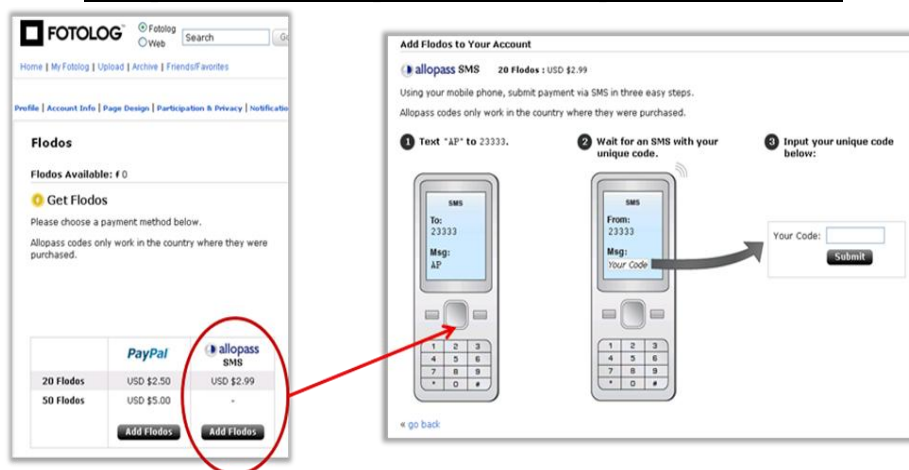 FOTOLOG
Fotolog
Web
Search
Home | My Fotolog | Upload | Archive | Friends/Favorites
Profile | Account Info | Page Design | Participation & Privacy |
Flodos
Flodos Available: f 0
Get Flodos
Please choose a payment method below.
Allopass codes only work in the country where they were
purchased.
PayPal allopass
SMS
20 Flodos USD $2.50 USD $2.99
50 Flodos USD $5.00 -
Add Flodos Add Flodos
Add Flodos to Your Account
allopass SMS 20 Flodos : USD $2.99
Using your mobile phone, submit payment via SMS in three easy steps.
Allopass codes only work in the country where they were purchased.
1 Text "AP" to 23333.
SMS
To:
23333
Msg:
AP
1 2 3
4 5 6
7 8 9
* 0 #
2 Wait for an SMS with your
unique code.
SMS
From:
23333
Msg:
Your Code
1 2 3
4 5 6
7 8 9
* 0 #
3 Input your unique code
below:
Your Code:
Submit
« go back